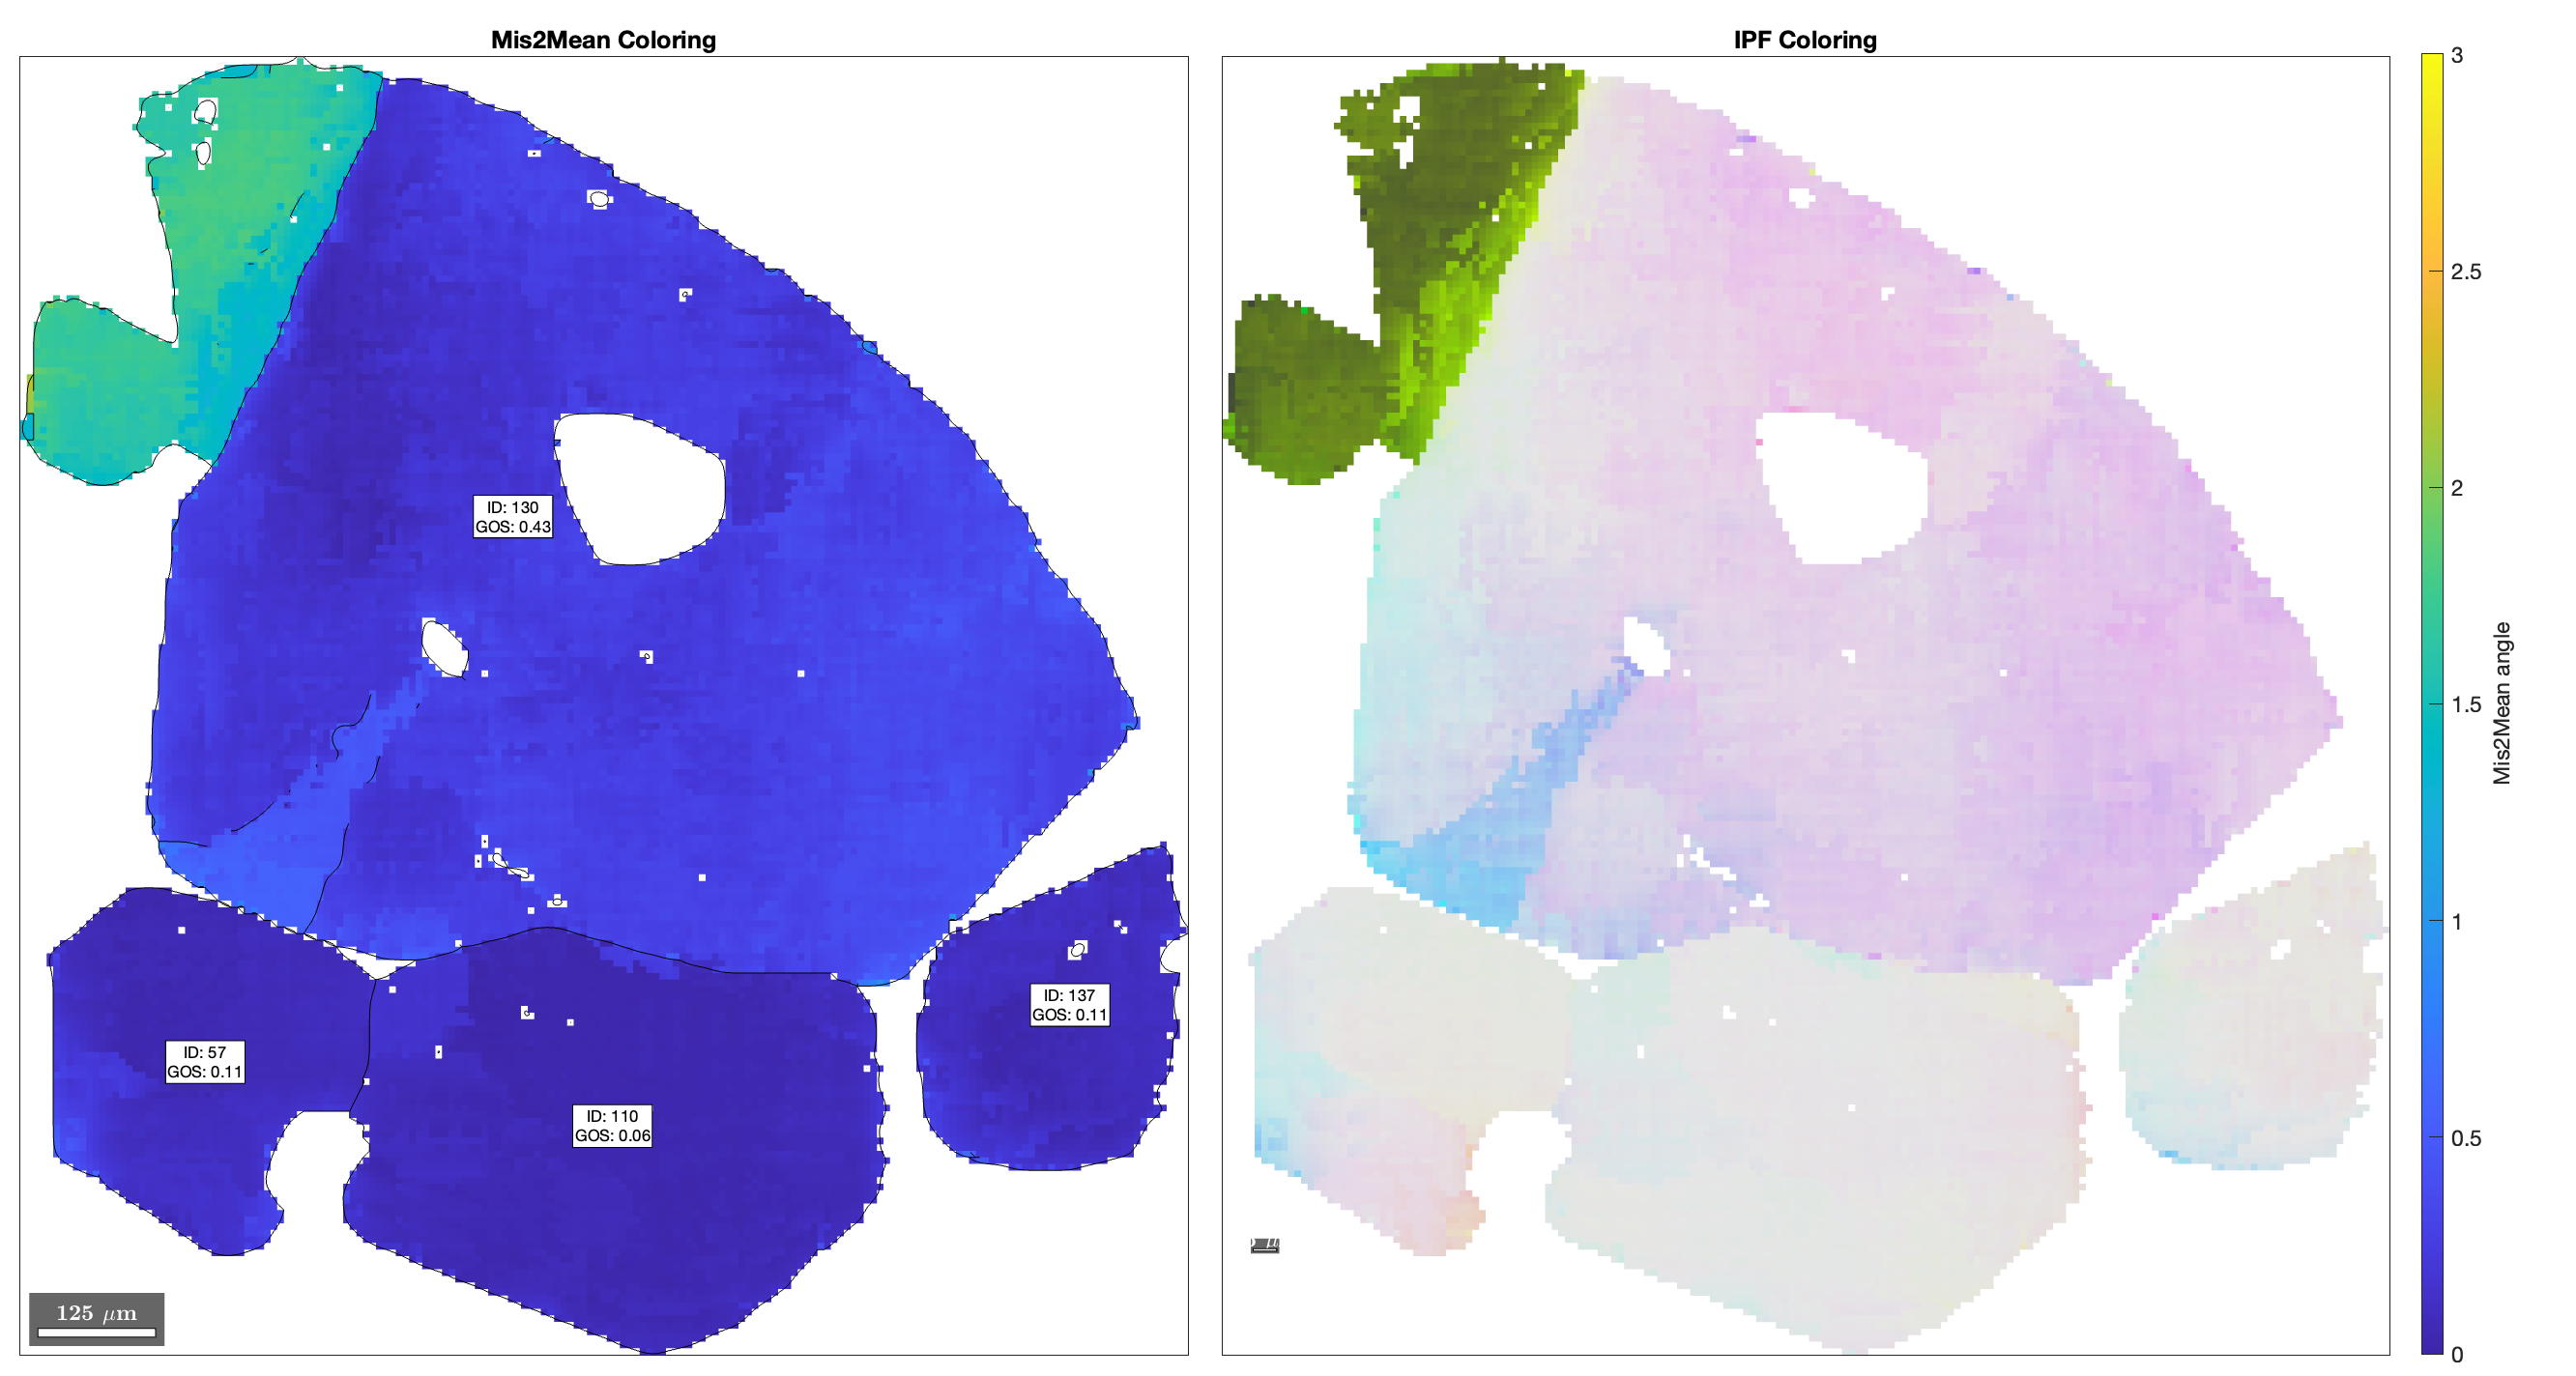 Mis2Mean Coloring
IPF Coloring
ID: 130
GOS: 0.43
ID: 137
GOS: 0.11
ID: 57
GOS: 0.11
ID: 110
GOS: 0.06
125 μm
3
2.5
2
1.5
1
0.5
0
Mis2Mean angle